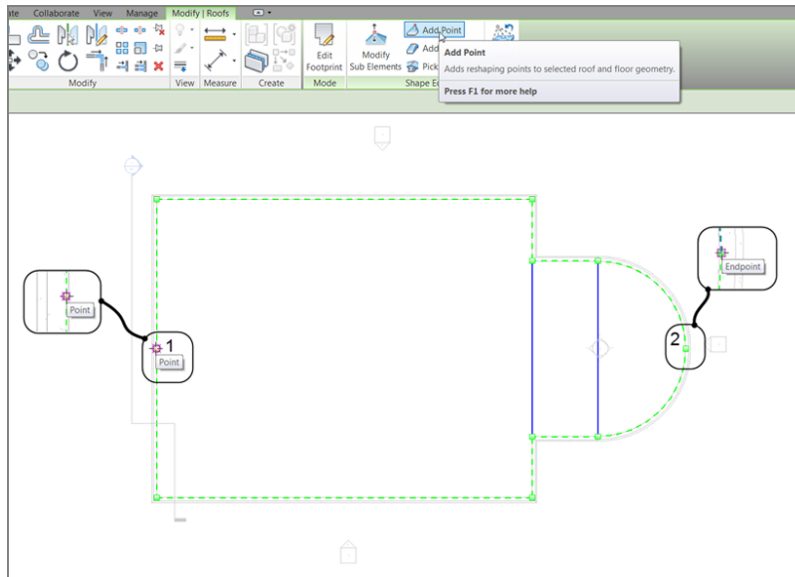 ate Collaborate View Manage Modify | Roofs
Add Point
Edit
Footprint
Modify
Sub Elements
Add
Pick
Modify View Measure Create Mode Shape E
Add Point
Adds reshaping points to selected roof and floor geometry.
Press F1 for more help
Point
1
Point
Endpoint
2